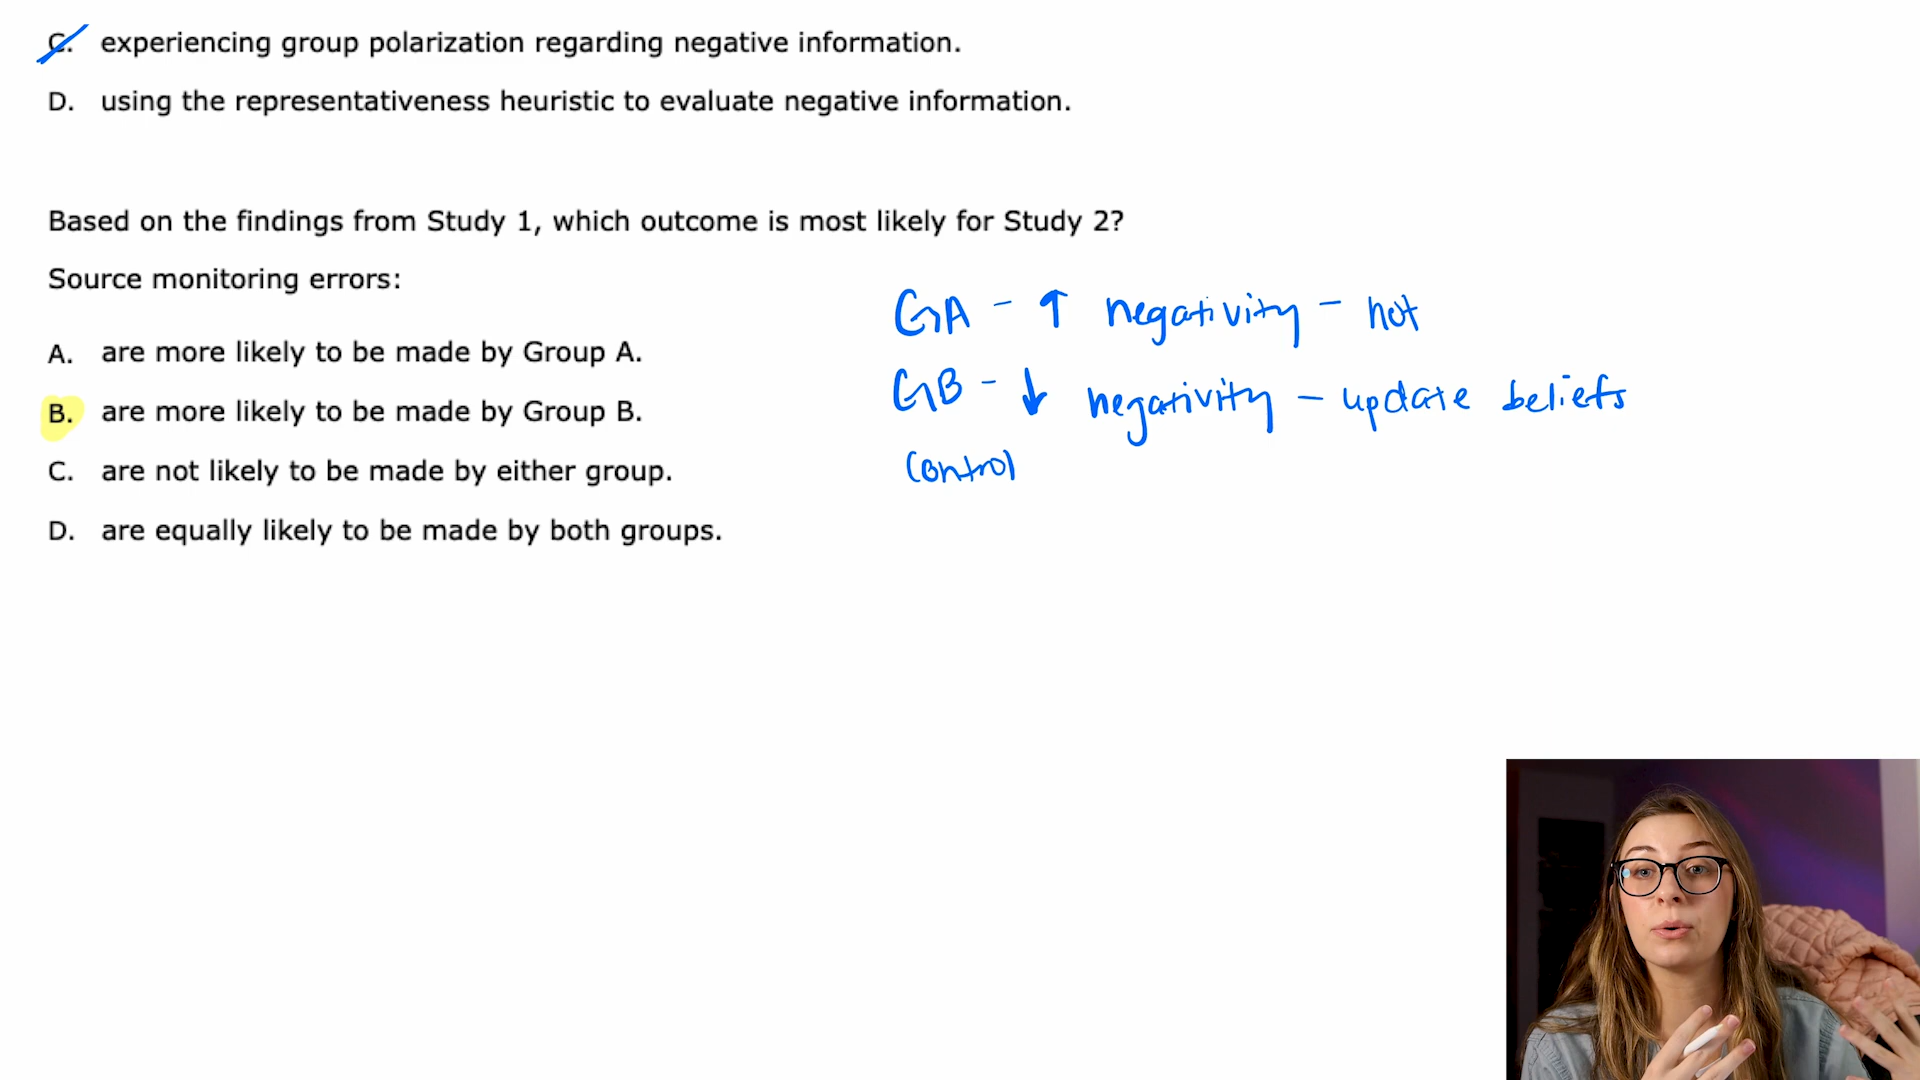 C. experiencing group polarization regarding negative information.
D. using the representativeness heuristic to evaluate negative information.
Based on the findings from Study 1, which outcome is most likely for Study 2?
Source monitoring errors:
A. are more likely to be made by Group A.
B. are more likely to be made by Group B.
C. are not likely to be made by either group.
D. are equally likely to be made by both groups.
GA - ↑ negativity - not
GB - ↓ negativity - update beliefs
control